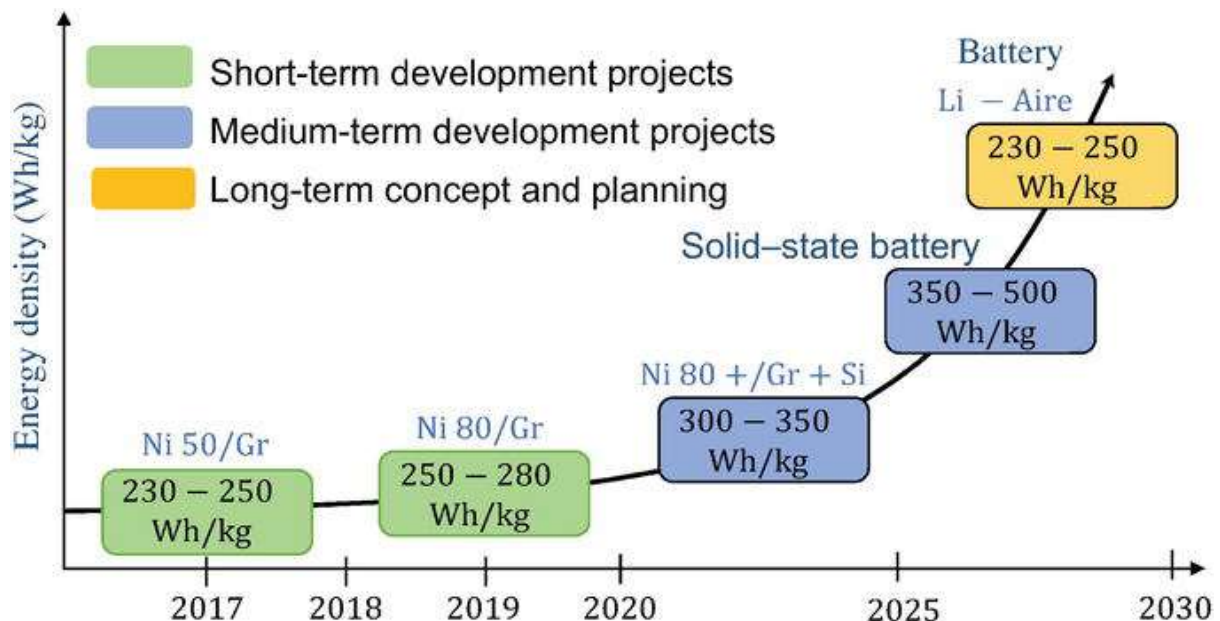 Short-term development projects
Medium-term development projects
Long-term concept and planning
Energy density (Wh/kg)
Battery
Li – Aire
230 – 250
Wh/kg
Solid–state battery
350 – 500
Wh/kg
Ni 80 +/Gr + Si
300 – 350
Wh/kg
Ni 80/Gr
250 – 280
Wh/kg
Ni 50/Gr
230 – 250
Wh/kg
2017
2018
2019
2020
2025
2030